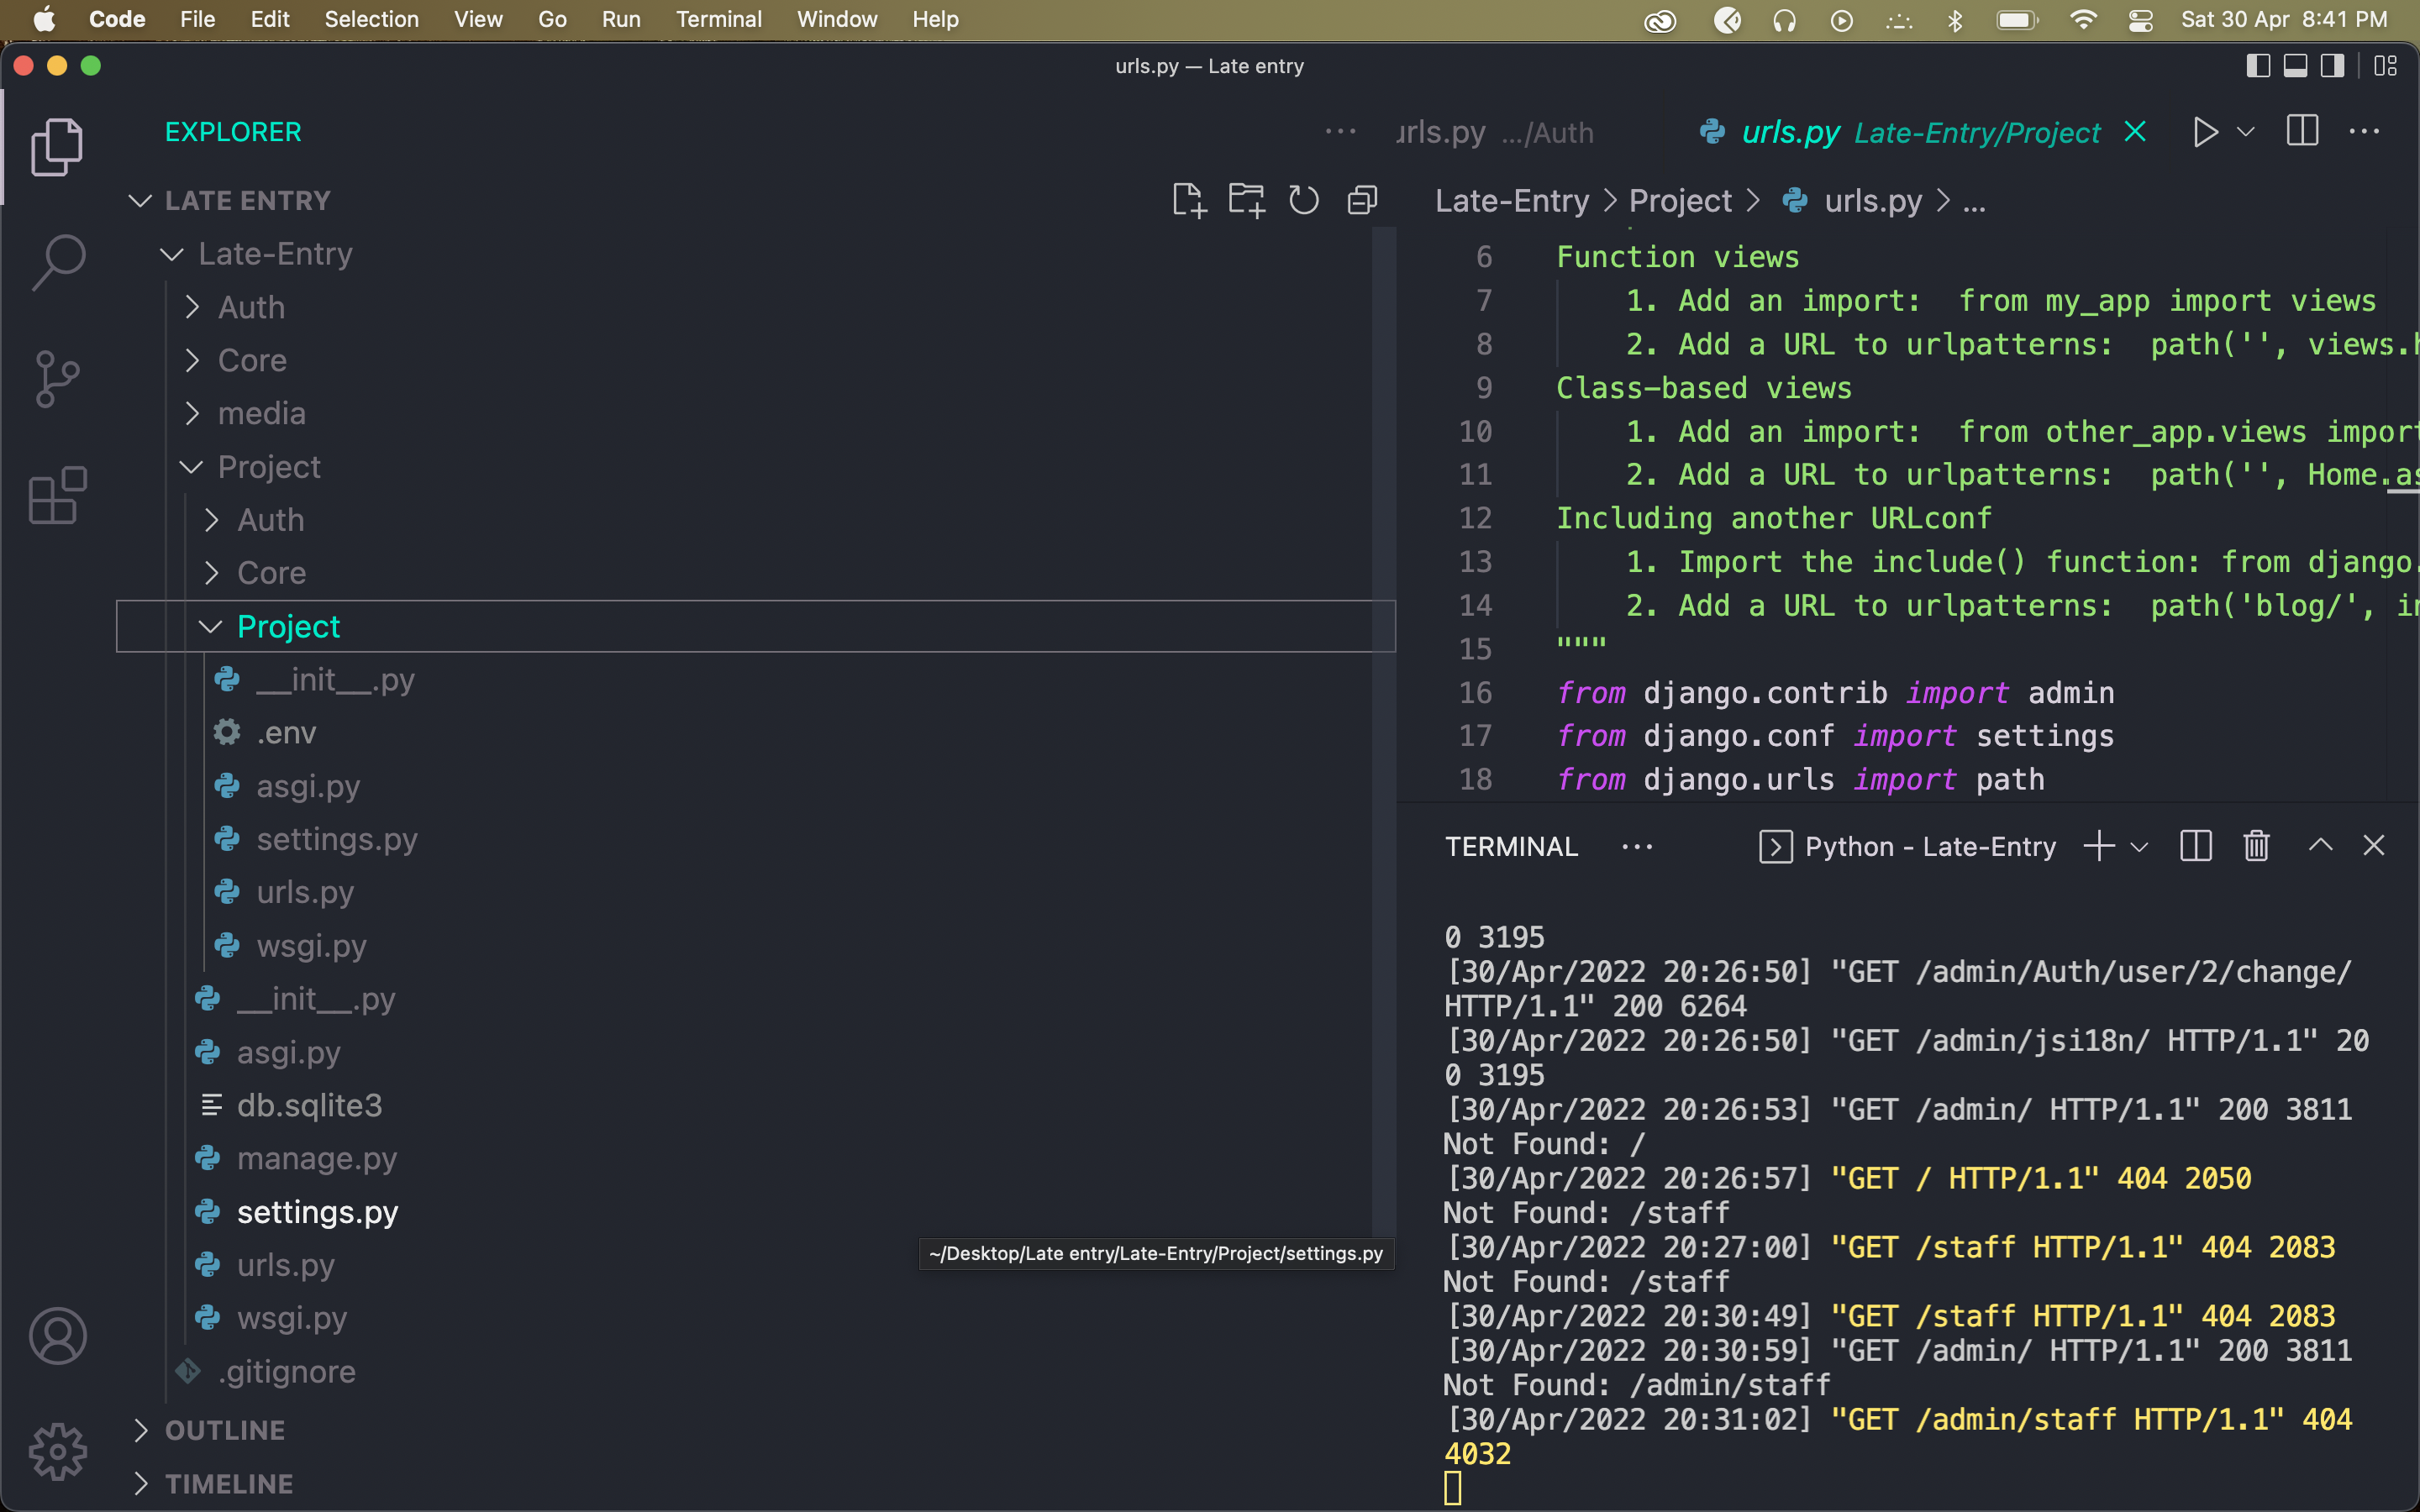 Code File Edit Selection View Go Run Terminal Window Help Sat 30 Apr 8:41 PM
urls.py — Late entry
EXPLORER
LATE ENTRY
Late-Entry
Auth
Core
media
Project
Auth
Core
Project
__init__.py
.env
asgi.py
settings.py
urls.py
wsgi.py
__init__.py
asgi.py
db.sqlite3
manage.py
settings.py
urls.py
wsgi.py
.gitignore
OUTLINE
TIMELINE
~/Desktop/Late entry/Late-Entry/Project/settings.py
urls.py .../Auth urls.py Late-Entry/Project
Late-Entry > Project > urls.py > ...
6 Function views
7 1. Add an import:  from my_app import views
8 2. Add a URL to urlpatterns:  path('', views.h
9 Class-based views
10 1. Add an import:  from other_app.views import
11 2. Add a URL to urlpatterns:  path('', Home.as
12 Including another URLconf
13 1. Import the include() function: from django.
14 2. Add a URL to urlpatterns:  path('blog/', in
15 """
16 from django.contrib import admin
17 from django.conf import settings
18 from django.urls import path
TERMINAL ... Python - Late-Entry
0 3195
[30/Apr/2022 20:26:50] "GET /admin/Auth/user/2/change/
HTTP/1.1" 200 6264
[30/Apr/2022 20:26:50] "GET /admin/jsi18n/ HTTP/1.1" 20
0 3195
[30/Apr/2022 20:26:53] "GET /admin/ HTTP/1.1" 200 3811
Not Found: /
[30/Apr/2022 20:26:57] "GET / HTTP/1.1" 404 2050
Not Found: /staff
[30/Apr/2022 20:27:00] "GET /staff HTTP/1.1" 404 2083
Not Found: /staff
[30/Apr/2022 20:30:49] "GET /staff HTTP/1.1" 404 2083
[30/Apr/2022 20:30:59] "GET /admin/ HTTP/1.1" 200 3811
Not Found: /admin/staff
[30/Apr/2022 20:31:02] "GET /admin/staff HTTP/1.1" 404
4032